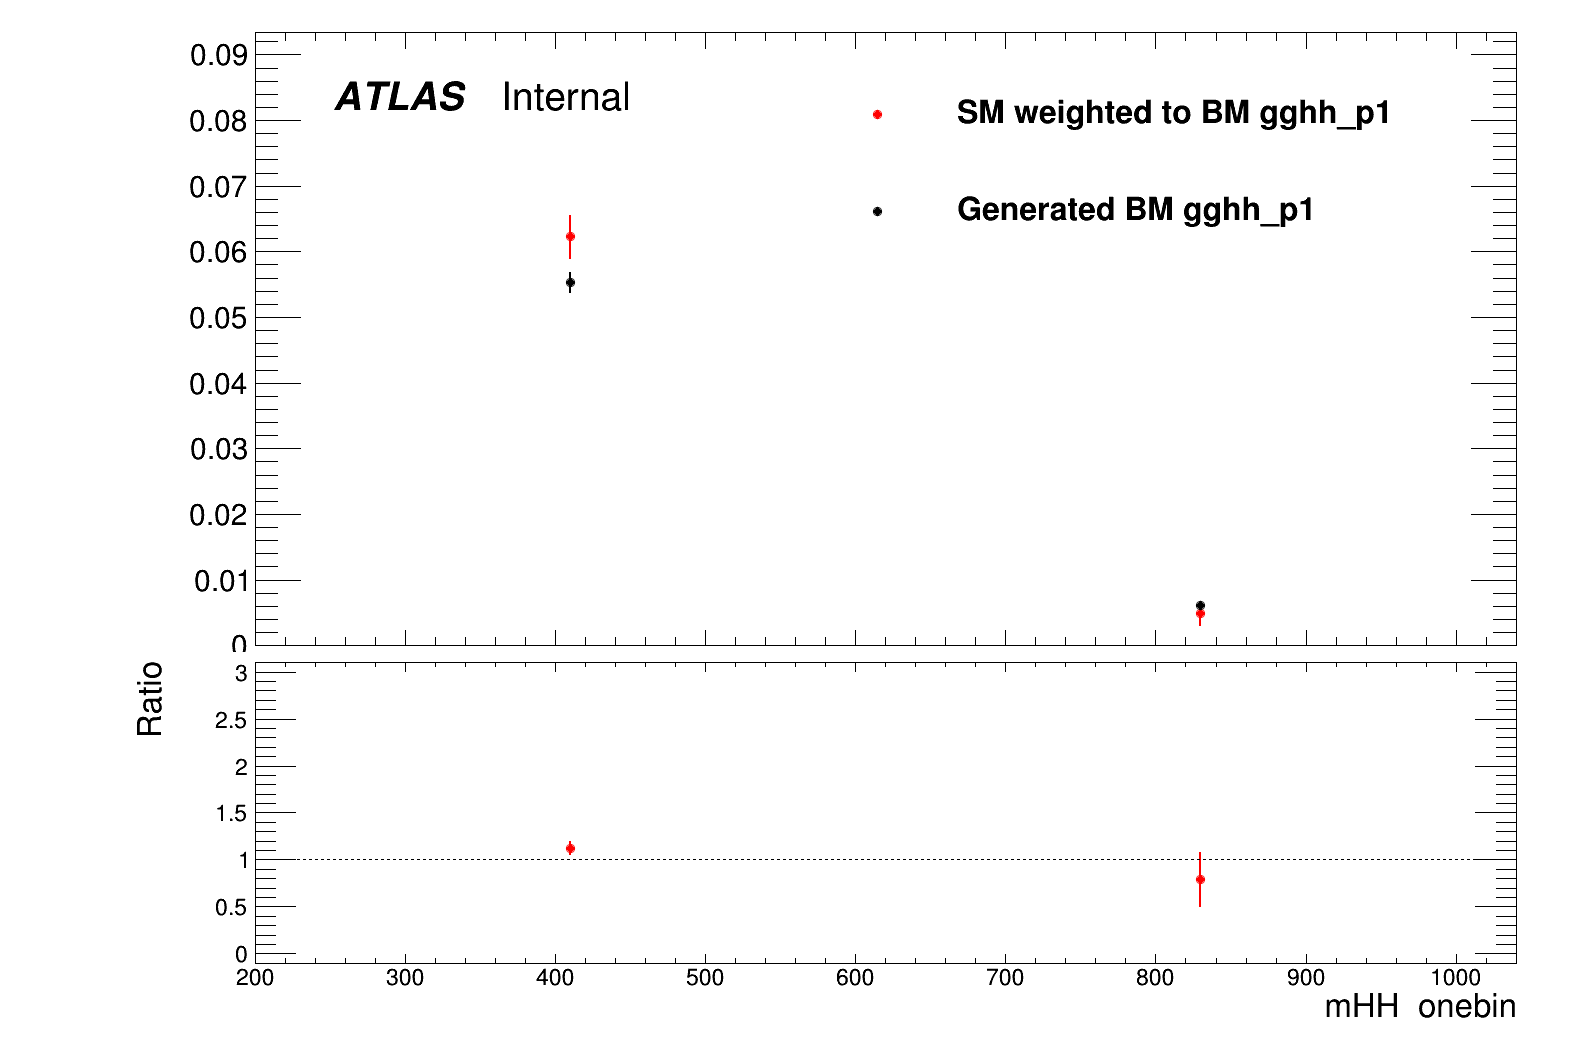 0.09
ATLAS Internal
SM weighted to BM gghh_p1
0.08
0.07
Generated BM gghh_p1
0.06
0.05
0.04
0.03
0.02
0.01
0
Ratio
3
2.5
2
1.5
1
0.5
0
200 300 400 500 600 700 800 900 1000
mHH onebin